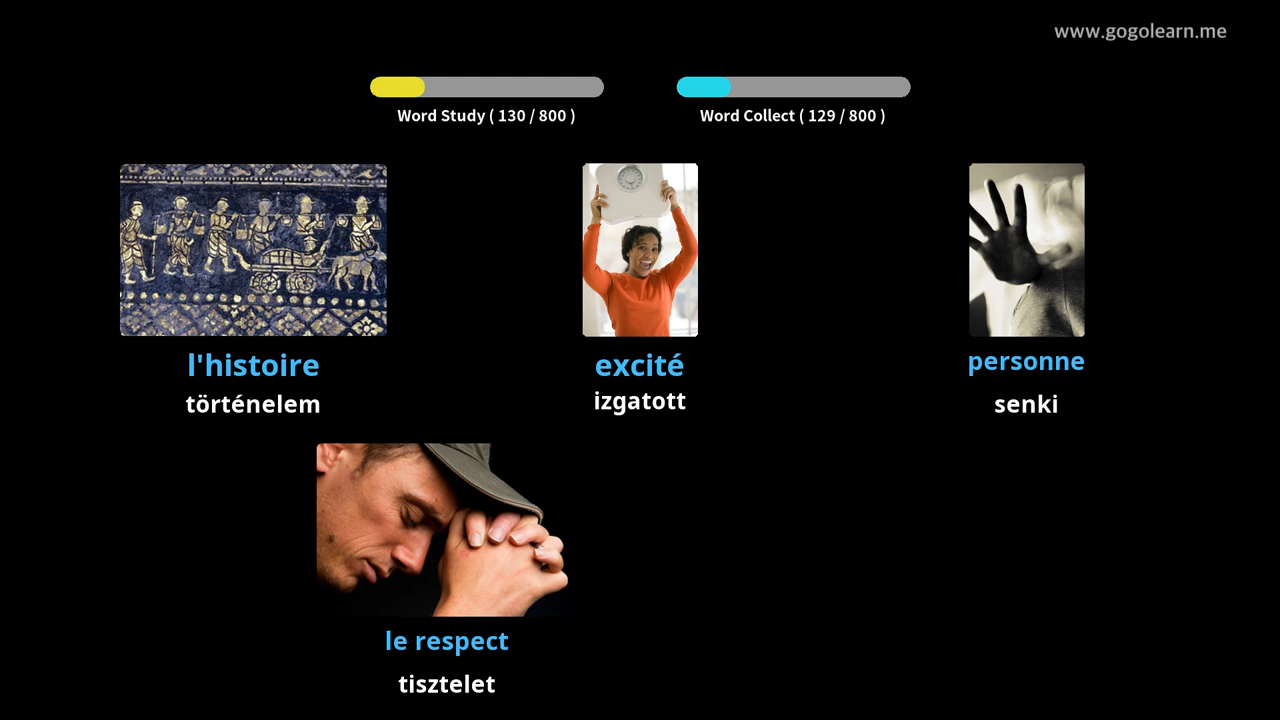 www.gogolearn.me
Word Study ( 130 / 800 )
Word Collect ( 129 / 800 )
l'histoire
történelem
excité
izgatott
personne
senki
le respect
tisztelet